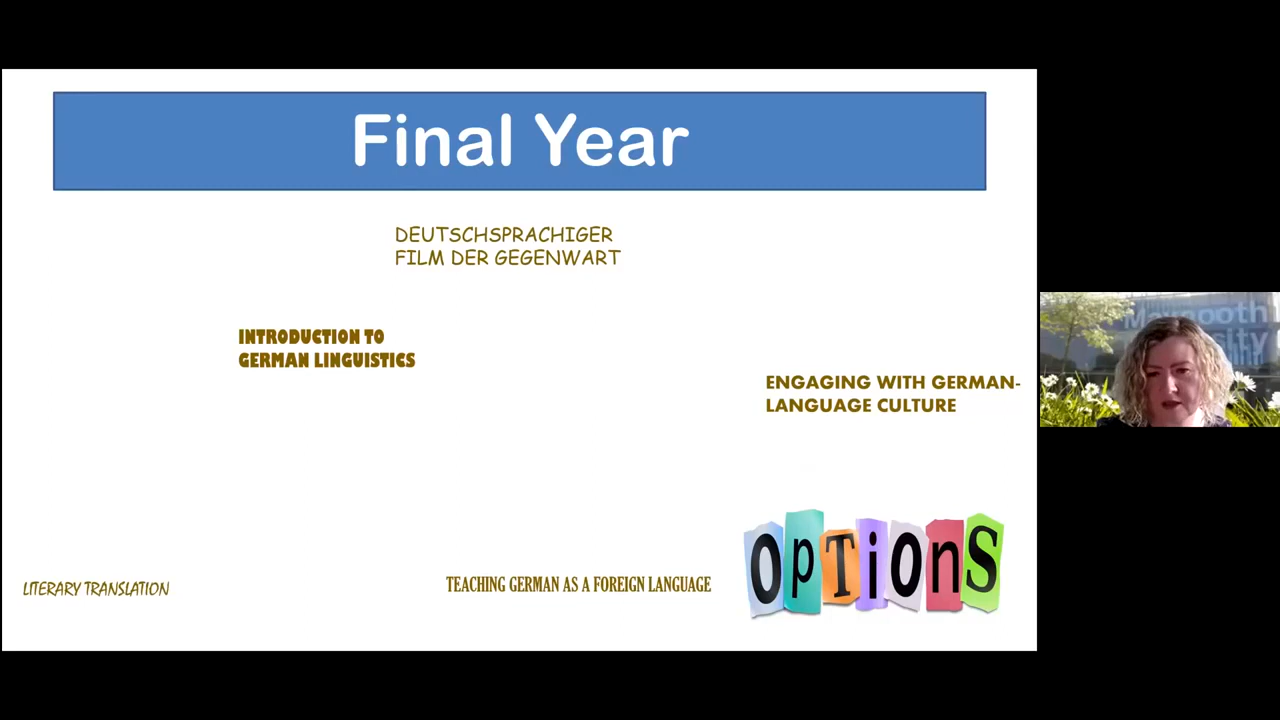 Final Year
DEUTSCHSPRACHIGER
FILM DER GEGENWART
INTRODUCTION TO
GERMAN LINGUISTICS
ENGAGING WITH GERMAN-
LANGUAGE CULTURE
OPTiOnS
LITERARY TRANSLATION
TEACHING GERMAN AS A FOREIGN LANGUAGE
Maynooth